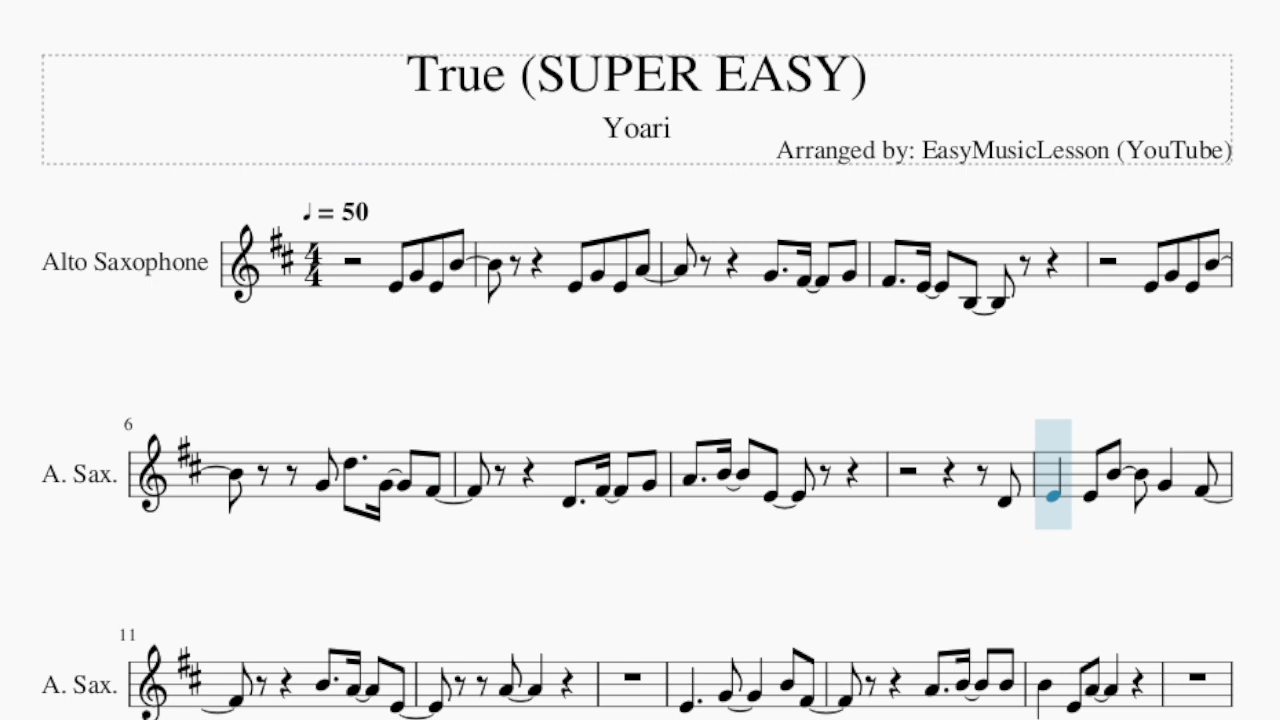 True (SUPER EASY)
Yoari
Arranged by: EasyMusicLesson (YouTube)
♩ = 50
Alto Saxophone
4
4
6
A. Sax.
11
A. Sax.